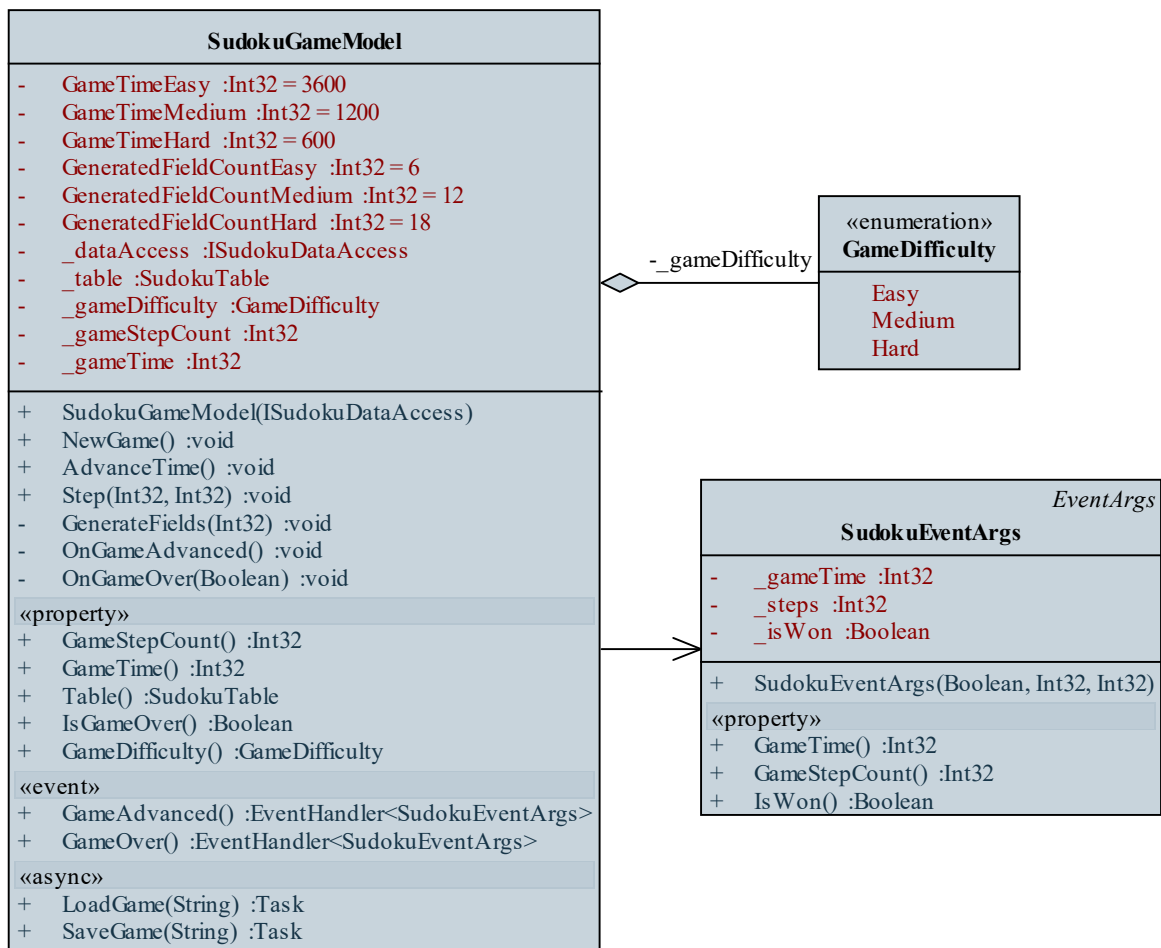 SudokuGameModel
- GameTimeEasy :Int32 = 3600
- GameTimeMedium :Int32 = 1200
- GameTimeHard :Int32 = 600
- GeneratedFieldCountEasy :Int32 = 6
- GeneratedFieldCountMedium :Int32 = 12
- GeneratedFieldCountHard :Int32 = 18
- _dataAccess :ISudokuDataAccess
- _table :SudokuTable
- _gameDifficulty :GameDifficulty
- _gameStepCount :Int32
- _gameTime :Int32
+ SudokuGameModel(ISudokuDataAccess)
+ NewGame() :void
+ AdvanceTime() :void
+ Step(Int32, Int32) :void
- GenerateFields(Int32) :void
- OnGameAdvanced() :void
- OnGameOver(Boolean) :void
«property»
+ GameStepCount() :Int32
+ GameTime() :Int32
+ Table() :SudokuTable
+ IsGameOver() :Boolean
+ GameDifficulty() :GameDifficulty
«event»
+ GameAdvanced() :EventHandler<SudokuEventArgs>
+ GameOver() :EventHandler<SudokuEventArgs>
«async»
+ LoadGame(String) :Task
+ SaveGame(String) :Task
-_gameDifficulty
«enumeration»
GameDifficulty
Easy
Medium
Hard
EventArgs
SudokuEventArgs
- _gameTime :Int32
- _steps :Int32
- _isWon :Boolean
+ SudokuEventArgs(Boolean, Int32, Int32)
«property»
+ GameTime() :Int32
+ GameStepCount() :Int32
+ IsWon() :Boolean